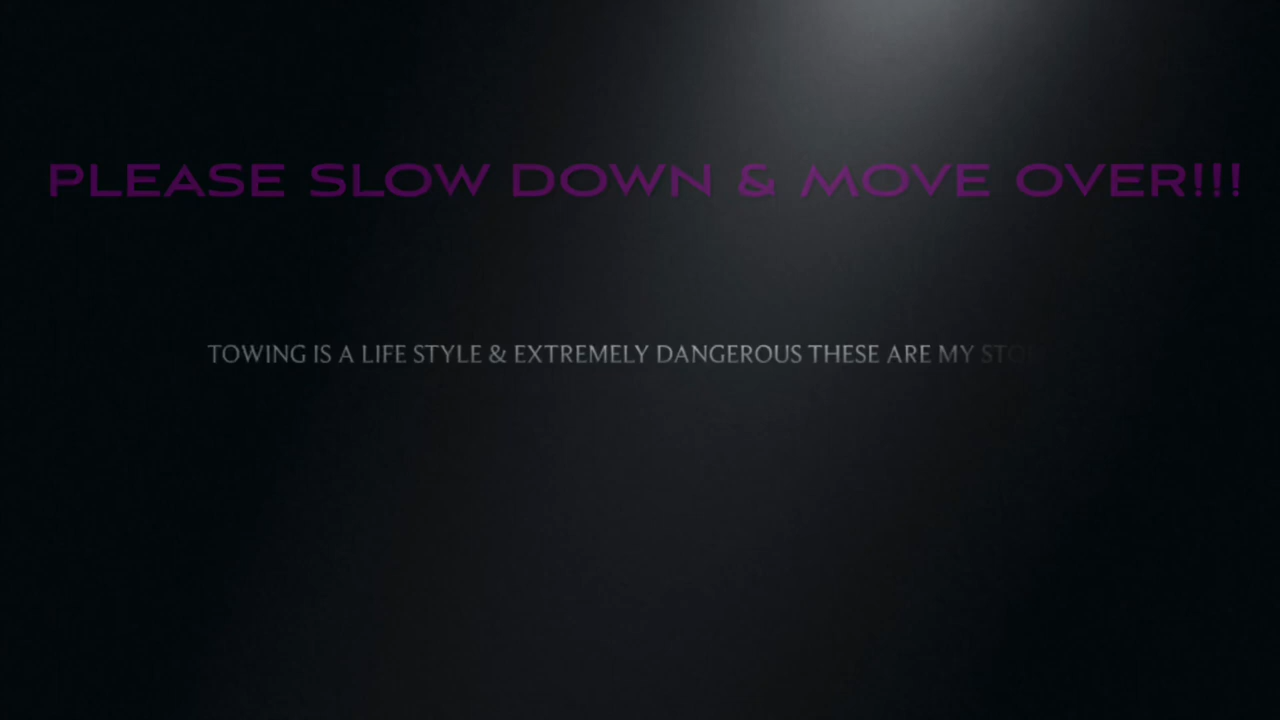 PLEASE SLOW DOWN & MOVE OVER!!!
TOWING IS A LIFE STYLE & EXTREMELY DANGEROUS THESE ARE MY